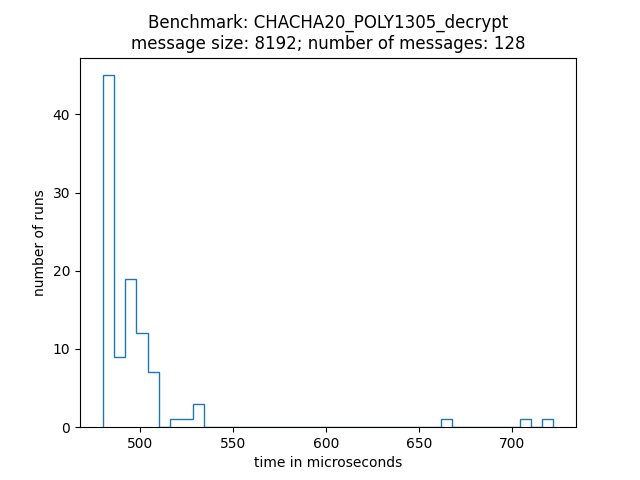 Benchmark: CHACHA20_POLY1305_decrypt
message size: 8192; number of messages: 128
number of runs
40
30
20
10
0
500
550
600
650
700
time in microseconds